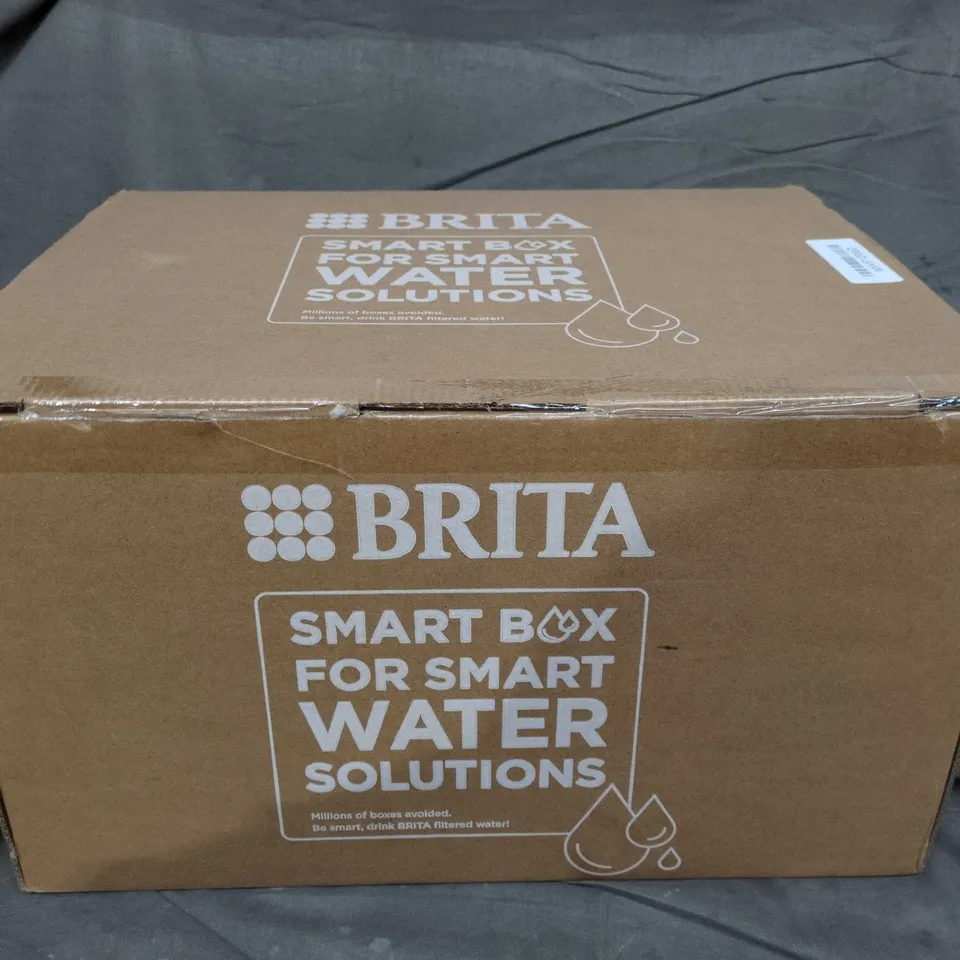 BRITA
SMART BOX
FOR SMART
WATER
SOLUTIONS
Millions of boxes avoided.
Be smart, drink BRITA filtered water!
BRITA
SMART BOX
FOR SMART
WATER
SOLUTIONS
Millions of boxes avoided.
Be smart, drink BRITA filtered water!